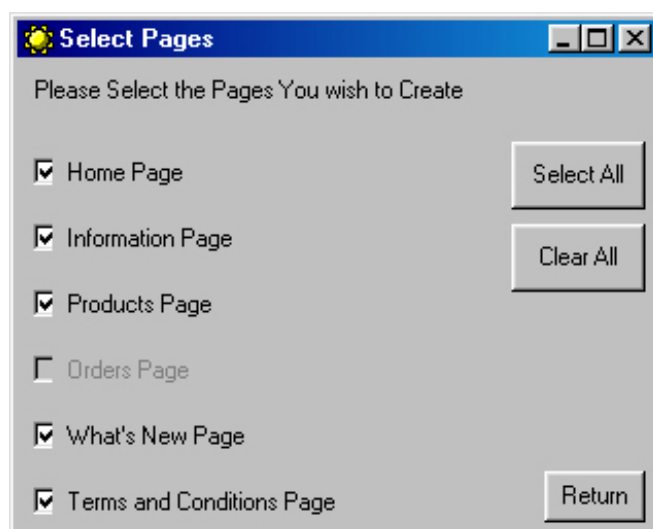 Select Pages
Please Select the Pages You wish to Create
Home Page
Select All
Information Page
Clear All
Products Page
Orders Page
What's New Page
Terms and Conditions Page
Return